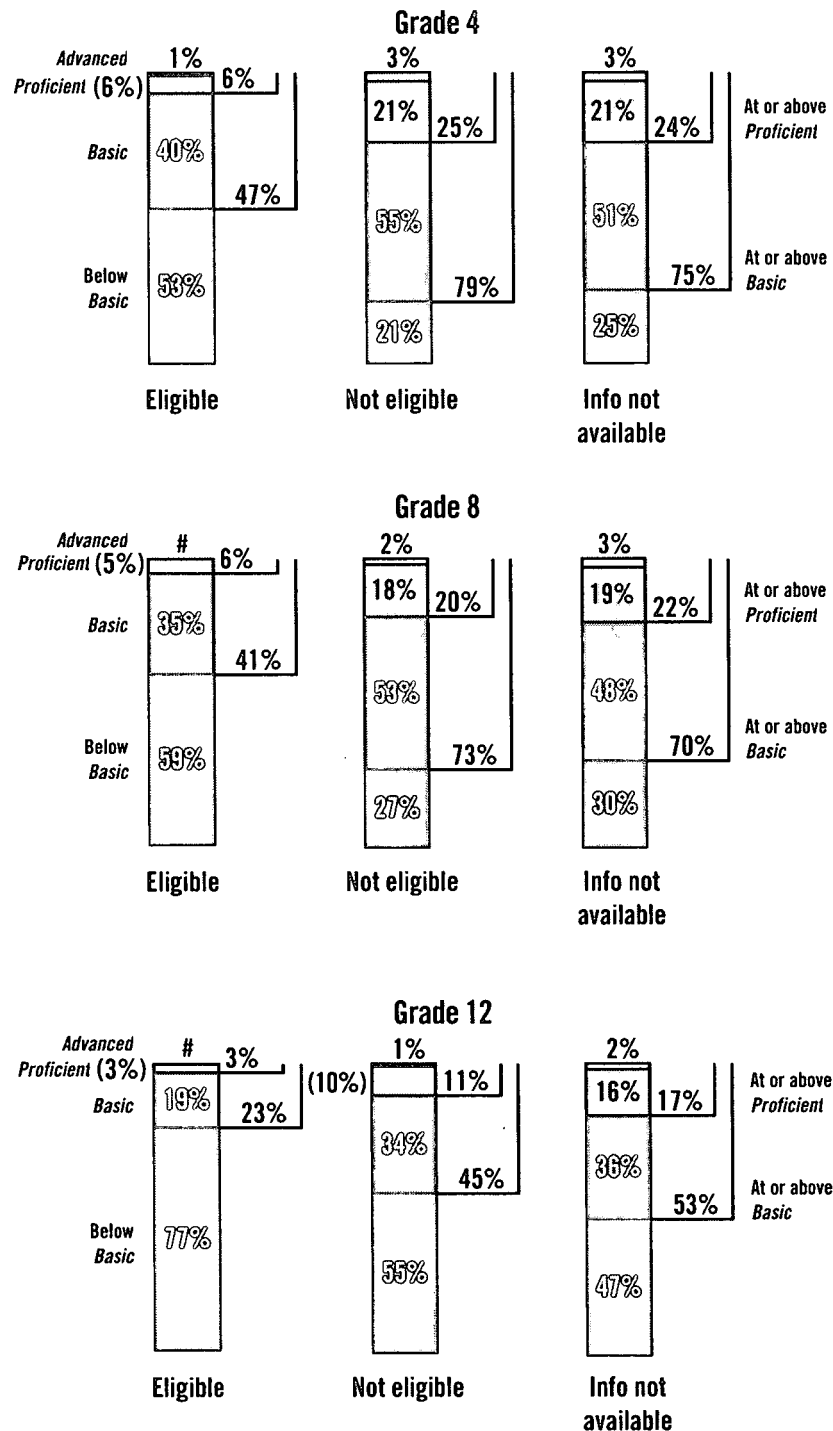 Grade 4
Advanced 1% 3% 3%
Proficient (6%) 6% 21% 25% 21% 24% At or above
Proficient
Basic 40% 55% 51%
47%
Below 53% 79% 75% At or above
Basic Basic
21% 25%
Eligible Not eligible Info not
available
Grade 8
Advanced # 2% 3%
Proficient (5%) 6% 18% 20% 19% 22% At or above
Proficient
Basic 35% 53% 48%
41%
Below 59% 73% 70% At or above
Basic Basic
27% 30%
Eligible Not eligible Info not
available
Grade 12
Advanced # 1% 2%
Proficient (3%) 3% (10%) 11% 16% 17% At or above
Proficient
Basic 19% 23% 34% 36%
45% 53% At or above
Basic
Below 77% 55% 47%
Basic
Eligible Not eligible Info not
available